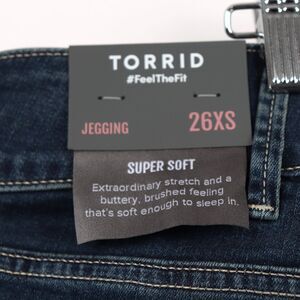 TORRID
#FeelTheFit
JEGGING 26XS
SUPER SOFT
Extraordinary stretch and a
buttery, brushed feeling
that's soft enough to sleep in.